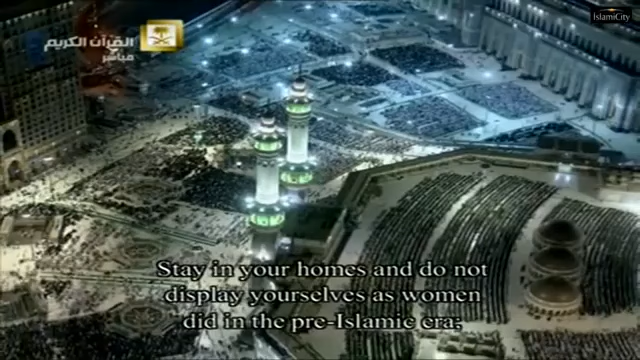 القرآن الكريم
مباشر
IslamiCity
Stay in your homes and do not
display yourselves as women
did in the pre-Islamic era;